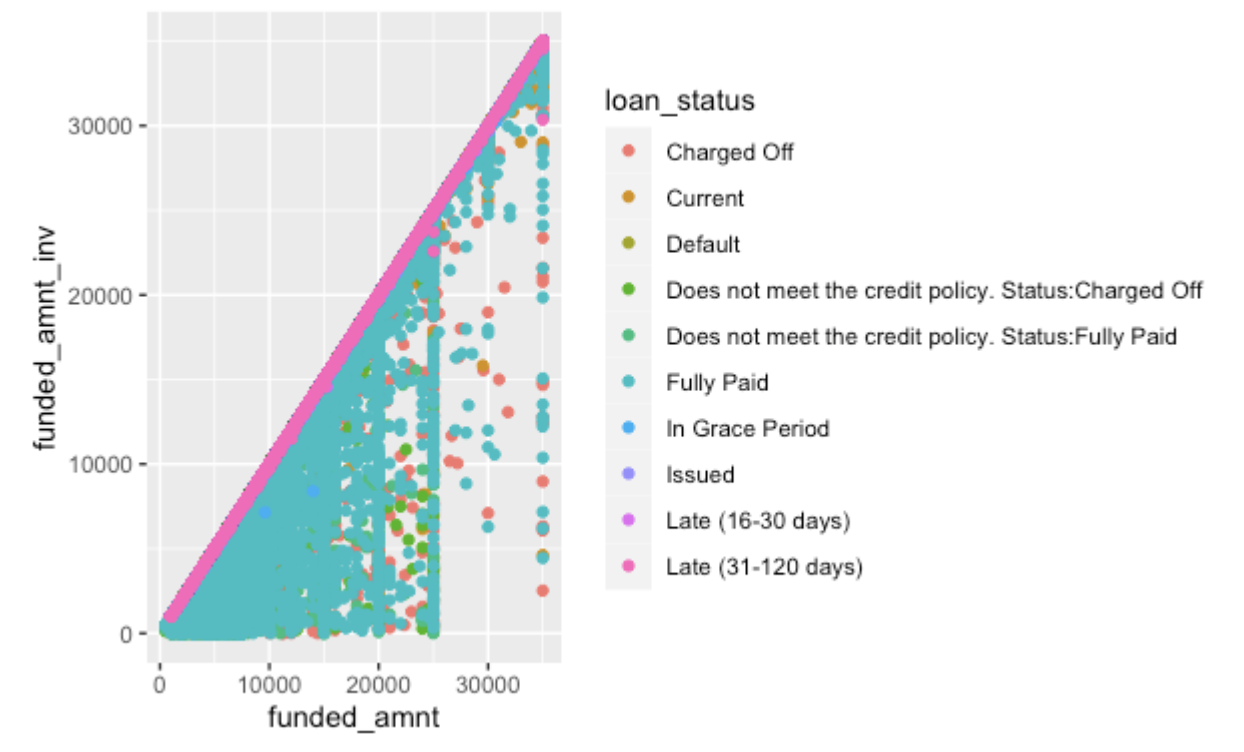 funded_amnt_inv
30000
20000
10000
0
0 10000 20000 30000
funded_amnt
loan_status
Charged Off
Current
Default
Does not meet the credit policy. Status:Charged Off
Does not meet the credit policy. Status:Fully Paid
Fully Paid
In Grace Period
Issued
Late (16-30 days)
Late (31-120 days)